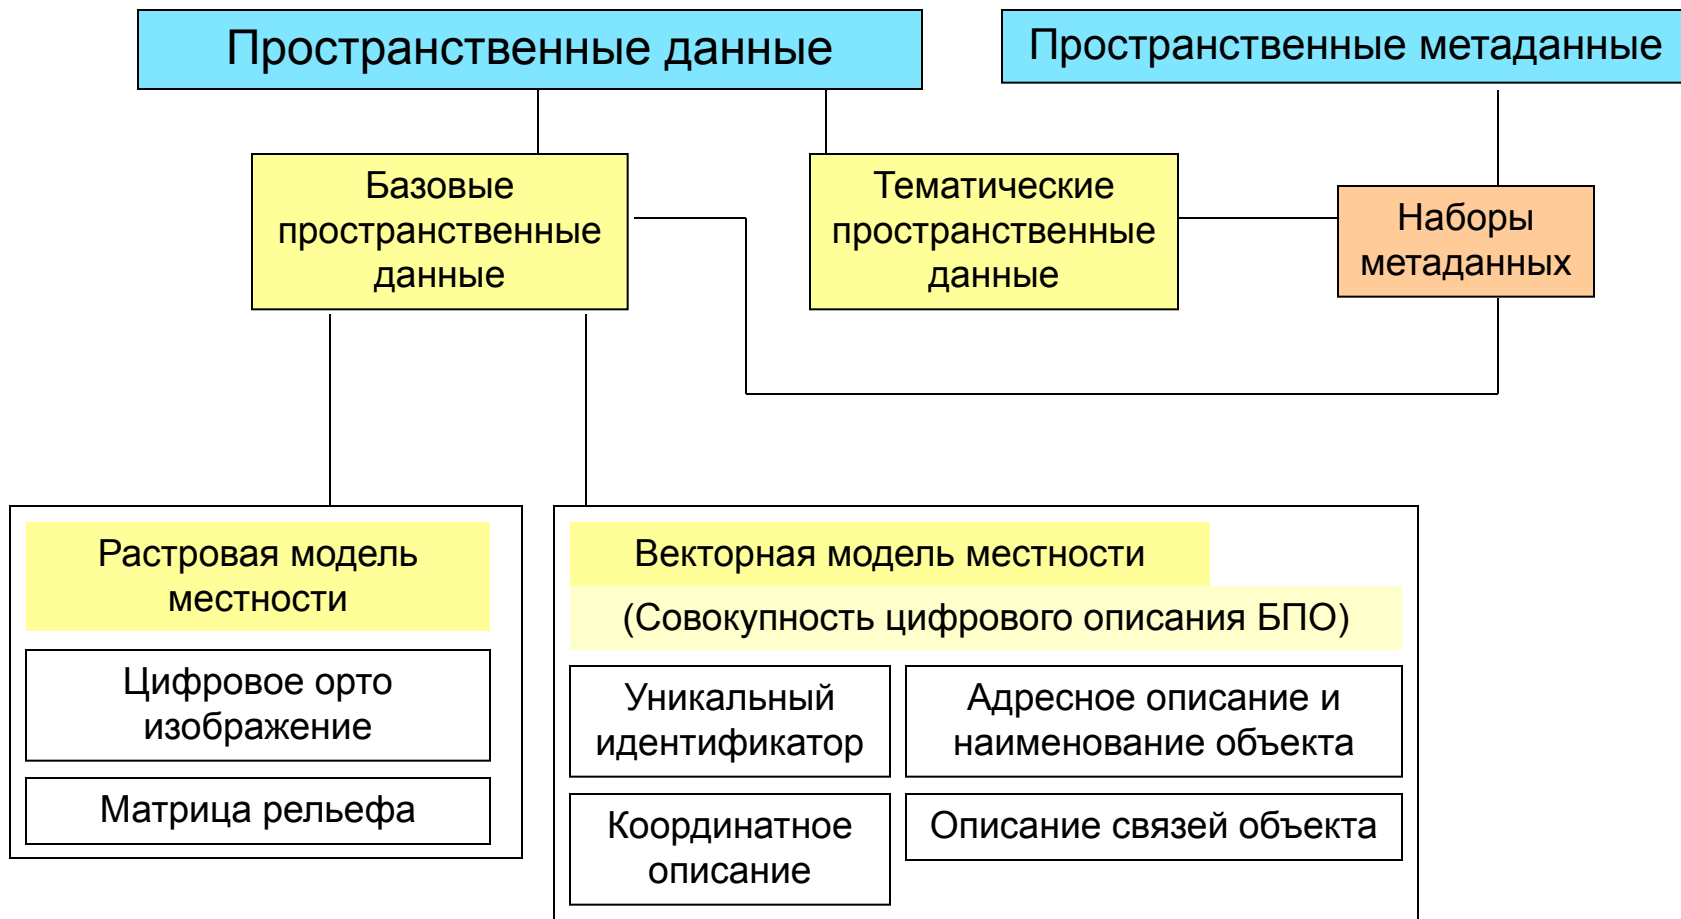 Пространственные данные
Пространственные метаданные
Базовые
пространственные
данные
Тематические
пространственные
данные
Наборы
метаданных
Растровая модель
местности
Цифровое орто
изображение
Матрица рельефа
Векторная модель местности
(Совокупность цифрового описания БПО)
Уникальный
идентификатор
Адресное описание и
наименование объекта
Координатное
описание
Описание связей объекта